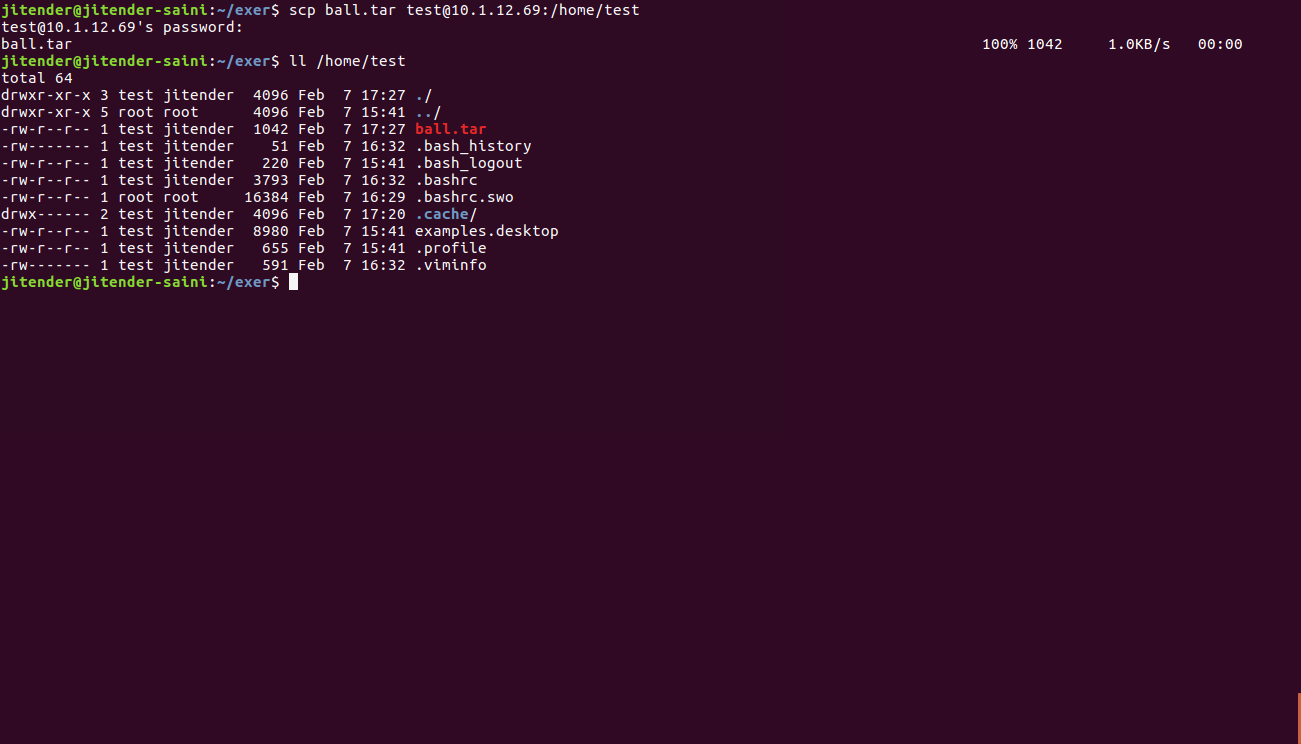 jitender@jitender-saini:~/exer$ scp ball.tar test@10.1.12.69:/home/test
test@10.1.12.69's password:
ball.tar                                                                                                     100% 1042     1.0KB/s   00:00
jitender@jitender-saini:~/exer$ ll /home/test
total 64
drwxr-xr-x 3 test jitender  4096 Feb  7 17:27 ./
drwxr-xr-x 5 root root      4096 Feb  7 15:41 ../
-rw-r--r-- 1 test jitender  1042 Feb  7 17:27 ball.tar
-rw------- 1 test jitender    51 Feb  7 16:32 .bash_history
-rw-r--r-- 1 test jitender   220 Feb  7 15:41 .bash_logout
-rw-r--r-- 1 test jitender  3793 Feb  7 16:32 .bashrc
-rw-r--r-- 1 root root     16384 Feb  7 16:29 .bashrc.swo
drwx------ 2 test jitender  4096 Feb  7 17:20 .cache/
-rw-r--r-- 1 test jitender  8980 Feb  7 15:41 examples.desktop
-rw-r--r-- 1 test jitender   655 Feb  7 15:41 .profile
-rw------- 1 test jitender   591 Feb  7 16:32 .viminfo
jitender@jitender-saini:~/exer$